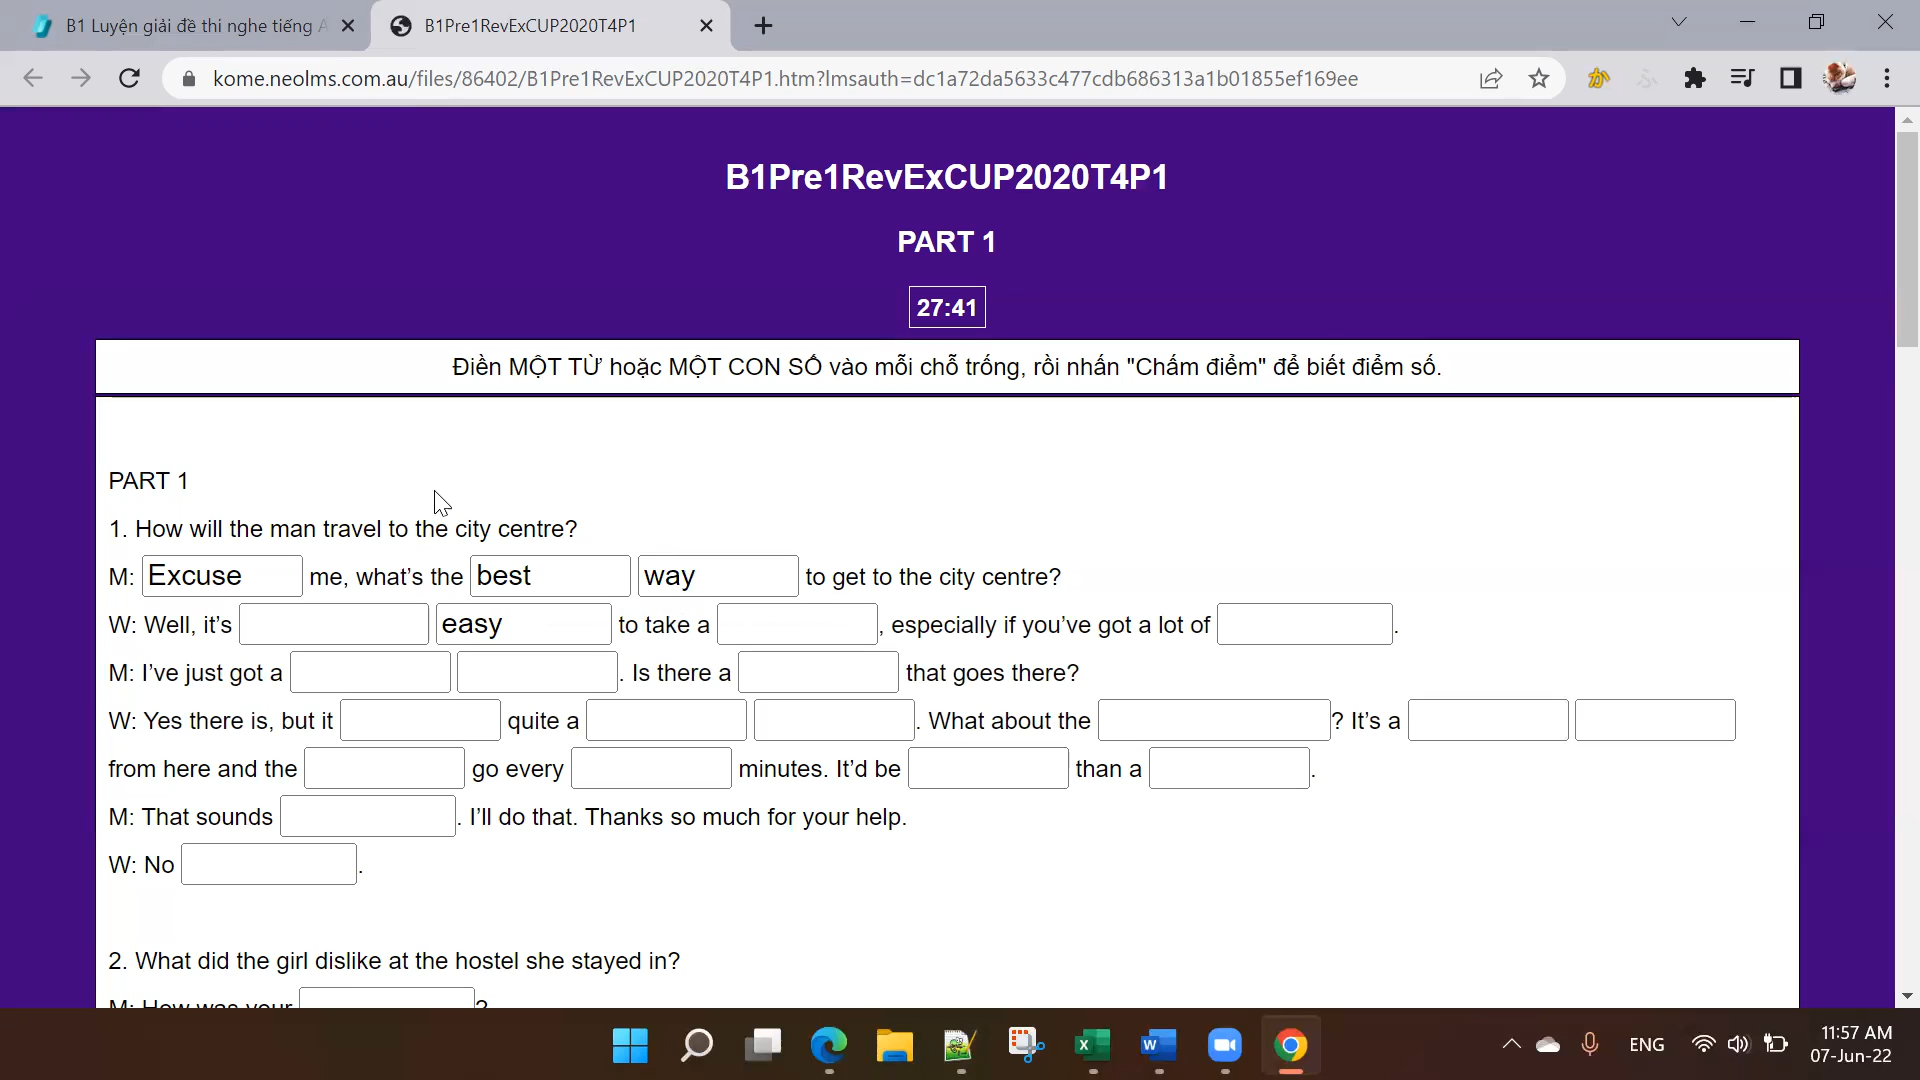 B1 Luyện giải đề thi nghe tiếng A
B1Pre1RevExCUP2020T4P1
kome.neolms.com.au/files/86402/B1Pre1RevExCUP2020T4P1.htm?lmsauth=dc1a72da5633c477cdb686313a1b01855ef169ee
B1Pre1RevExCUP2020T4P1
PART 1
27:41
Điền MỘT TỪ hoặc MỘT CON SỐ vào mỗi chỗ trống, rồi nhấn "Chấm điểm" để biết điểm số.
PART 1
1. How will the man travel to the city centre?
M: Excuse me, what’s the best way to get to the city centre?
W: Well, it’s easy to take a , especially if you’ve got a lot of .
M: I’ve just got a . Is there a that goes there?
W: Yes there is, but it quite a . What about the ? It’s a
from here and the go every minutes. It’d be than a .
M: That sounds . I’ll do that. Thanks so much for your help.
W: No .
2. What did the girl dislike at the hostel she stayed in?
M: How was your ?
ENG
11:57 AM
07-Jun-22